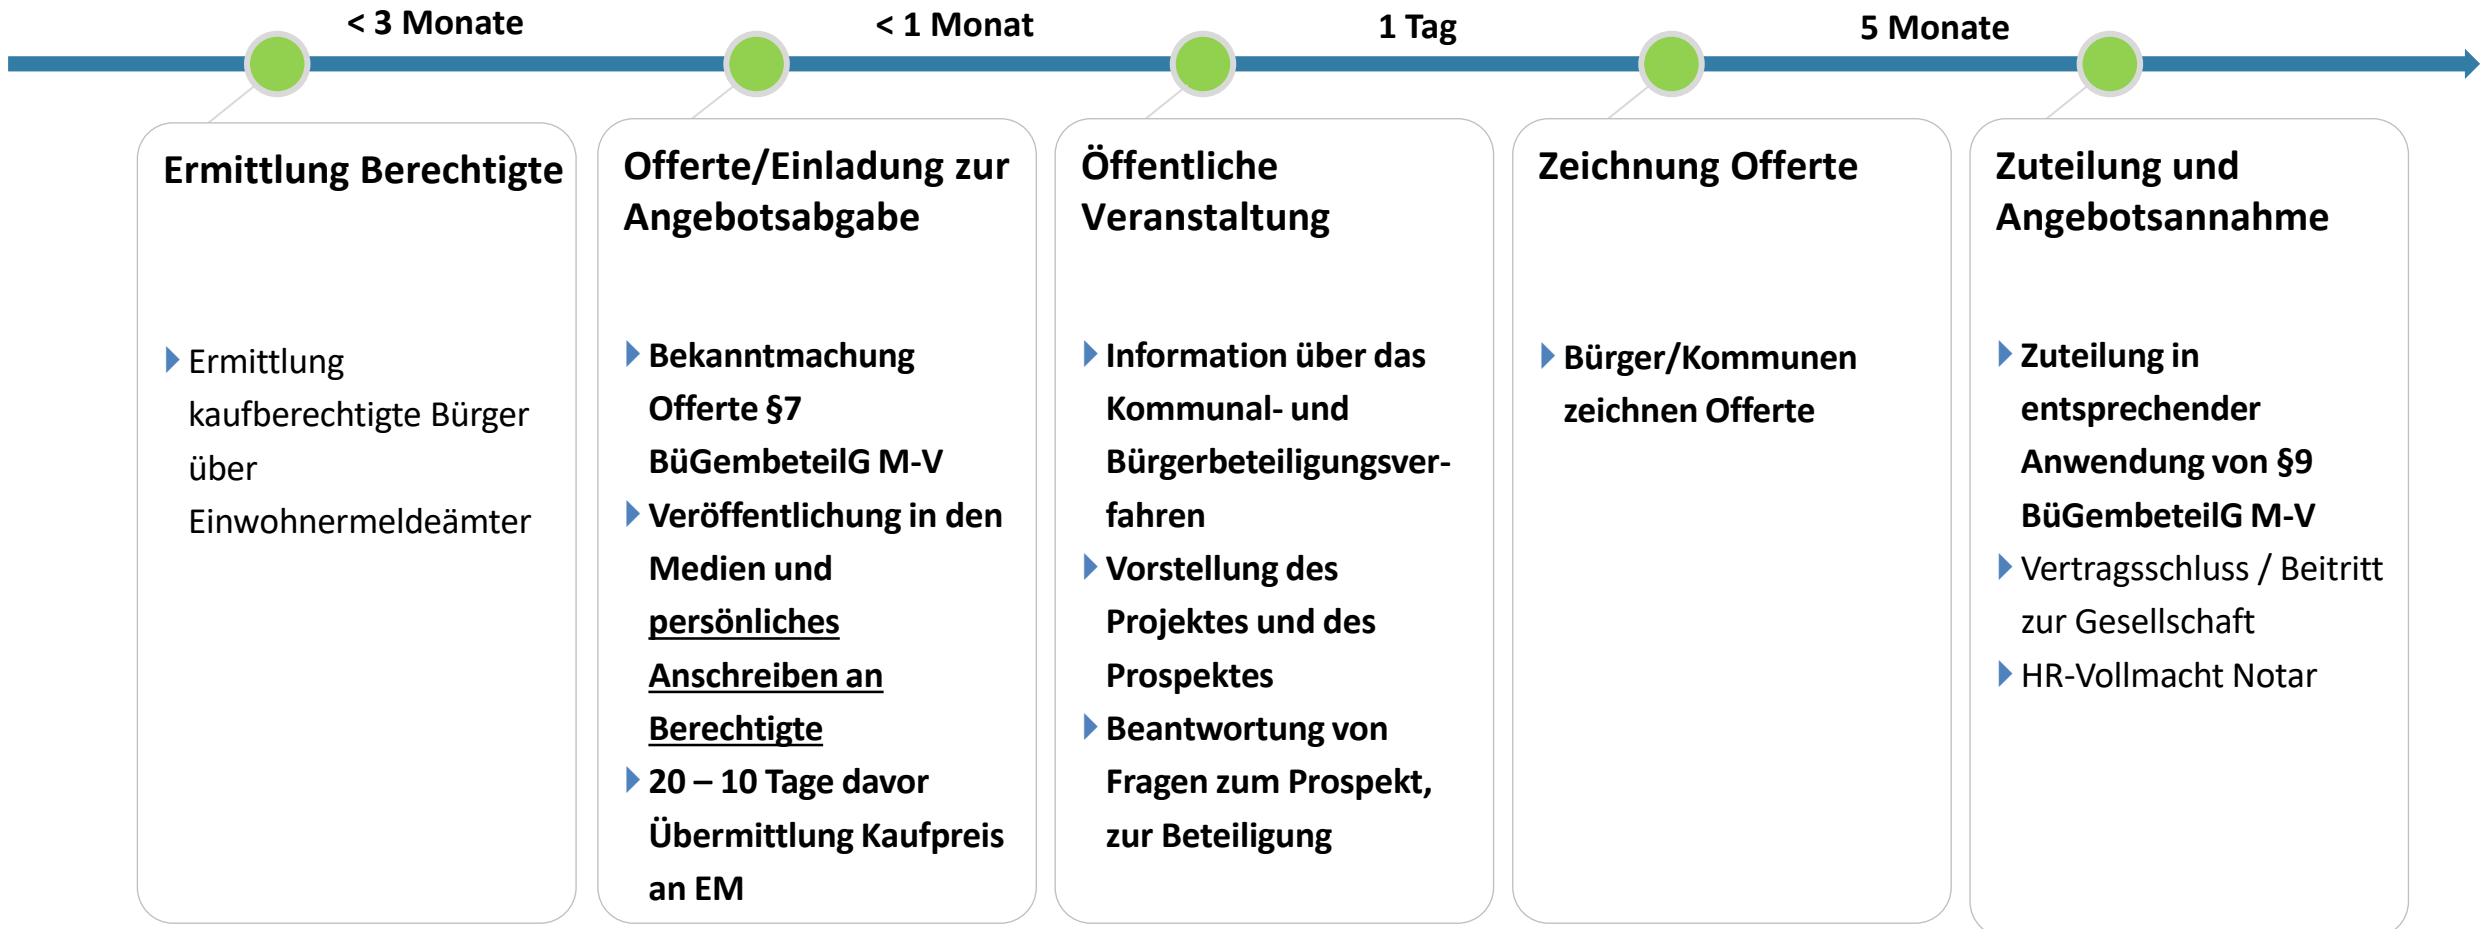 < 3 Monate
< 1 Monat
1 Tag
5 Monate
Ermittlung Berechtigte
Ermittlung
kaufberechtigte Bürger
über
Einwohnermeldeämter
Offerte/Einladung zur
Angebotsabgabe
Bekanntmachung
Offerte §7
BüGembeteilG M-V
Veröffentlichung in den
Medien und
persönliches
Anschreiben an
Berechtigte
20 – 10 Tage davor
Übermittlung Kaufpreis
an EM
Öffentliche
Veranstaltung
Information über das
Kommunal- und
Bürgerbeteiligungsver-
fahren
Vorstellung des
Projektes und des
Prospektes
Beantwortung von
Fragen zum Prospekt,
zur Beteiligung
Zeichnung Offerte
Bürger/Kommunen
zeichnen Offerte
Zuteilung und
Angebotsannahme
Zuteilung in
entsprechender
Anwendung von §9
BüGembeteilG M-V
Vertragsschluss / Beitritt
zur Gesellschaft
HR-Vollmacht Notar